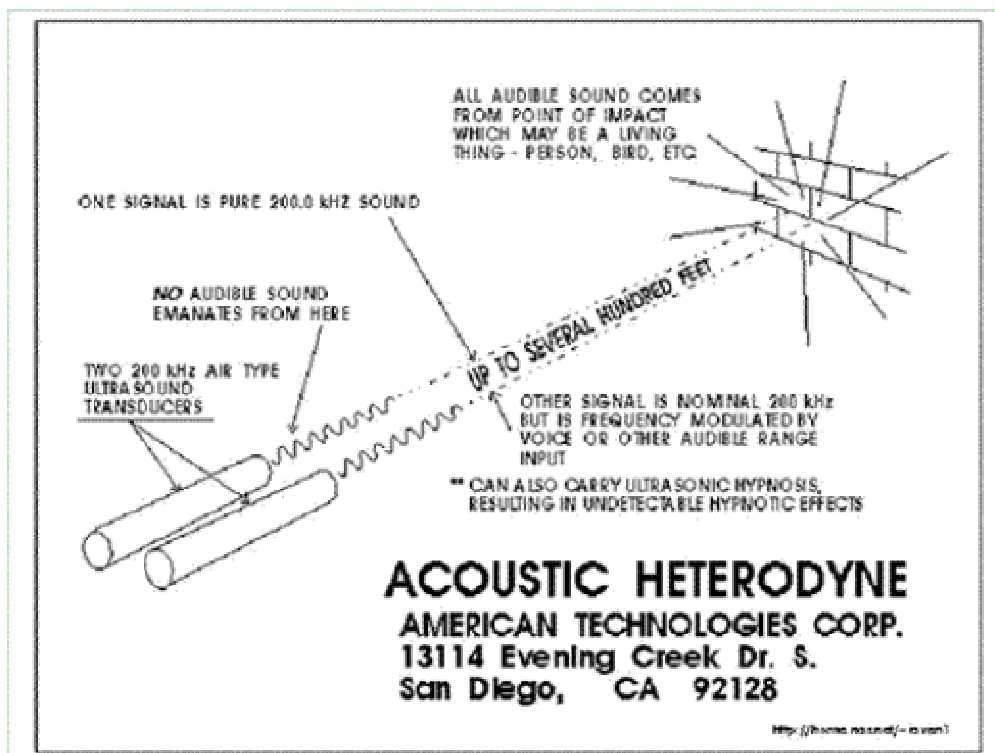 ALL AUDIBLE SOUND COMES
FROM POINT OF IMPACT
WHICH MAY BE A LIVING
THING - PERSON, BIRD, ETC
ONE SIGNAL IS PURE 200.0 kHZ SOUND
NO AUDIBLE SOUND
EMANATES FROM HERE
UP TO SEVERAL HUNDRED FEET
TWO 200 kHz AIR TYPE
ULTRASOUND
TRANSDUCERS
OTHER SIGNAL IS NOMINAL 200 kHz
BUT IS FREQUENCY MODULATED BY
VOICE OR OTHER AUDIBLE RANGE
INPUT
** CAN ALSO CARRY ULTRASONIC HYPNOSIS,
RESULTING IN UNDETECTABLE HYPNOTIC EFFECTS
ACOUSTIC HETERODYNE
AMERICAN TECHNOLOGIES CORP.
13114 Evening Creek Dr. S.
San Diego, CA 92128